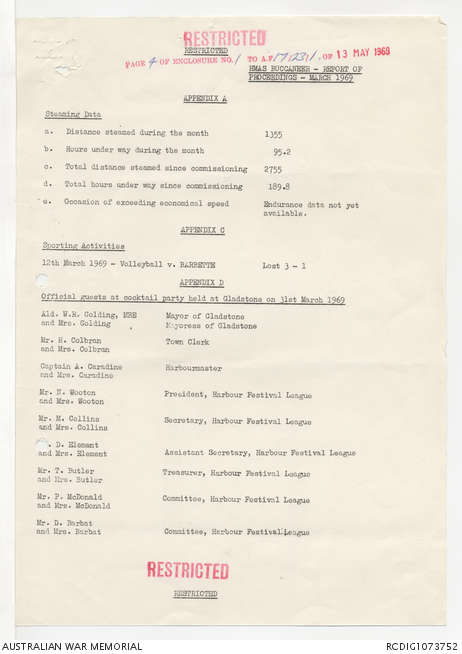 RESTRICTED
RESTRICTED
PAGE 4 OF ENCLOSURE NO. 1 TO A.F. OF 13 MAY 1969
HMAS BUCCANEER - REPORT OF
PROCEEDINGS - MARCH 1969
APPENDIX A
Steaming Data
a. Distance steamed during the month 1355
b. Hours under way during the month 95.2
c. Total distance steamed since commissioning 2755
d. Total hours under way since commissioning 189.8
e. Occasion of exceeding economical speed Endurance data not yet
available.
APPENDIX C
Sporting Activities
12th March 1969 - Volleyball v. BARRETTE Lost 3 - 1
APPENDIX D
Official guests at cocktail party held at Gladstone on 31st March 1969
Ald. W.R. Golding, MBE Mayor of Gladstone
and Mrs. Golding Mayoress of Gladstone
Mr. H. Colbran Town Clerk
and Mrs. Colbran
Captain A. Caradine Harbourmaster
and Mrs. Caradine
Mr. N. Wooton President, Harbour Festival League
and Mrs. Wooton
Mr. M. Collins Secretary, Harbour Festival League
and Mrs. Collins
. D. Element
and Mrs. Element Assistant Secretary, Harbour Festival League
Mr. T. Butler Treasurer, Harbour Festival League
and Mrs. Butler
Mr. P. McDonald Committee, Harbour Festival League
and Mrs. McDonald
Mr. D. Barbat
and Mrs. Barbat Committee, Harbour Festival League
RESTRICTED
RESTRICTED
AUSTRALIAN WAR MEMORIAL RCDIG1073752